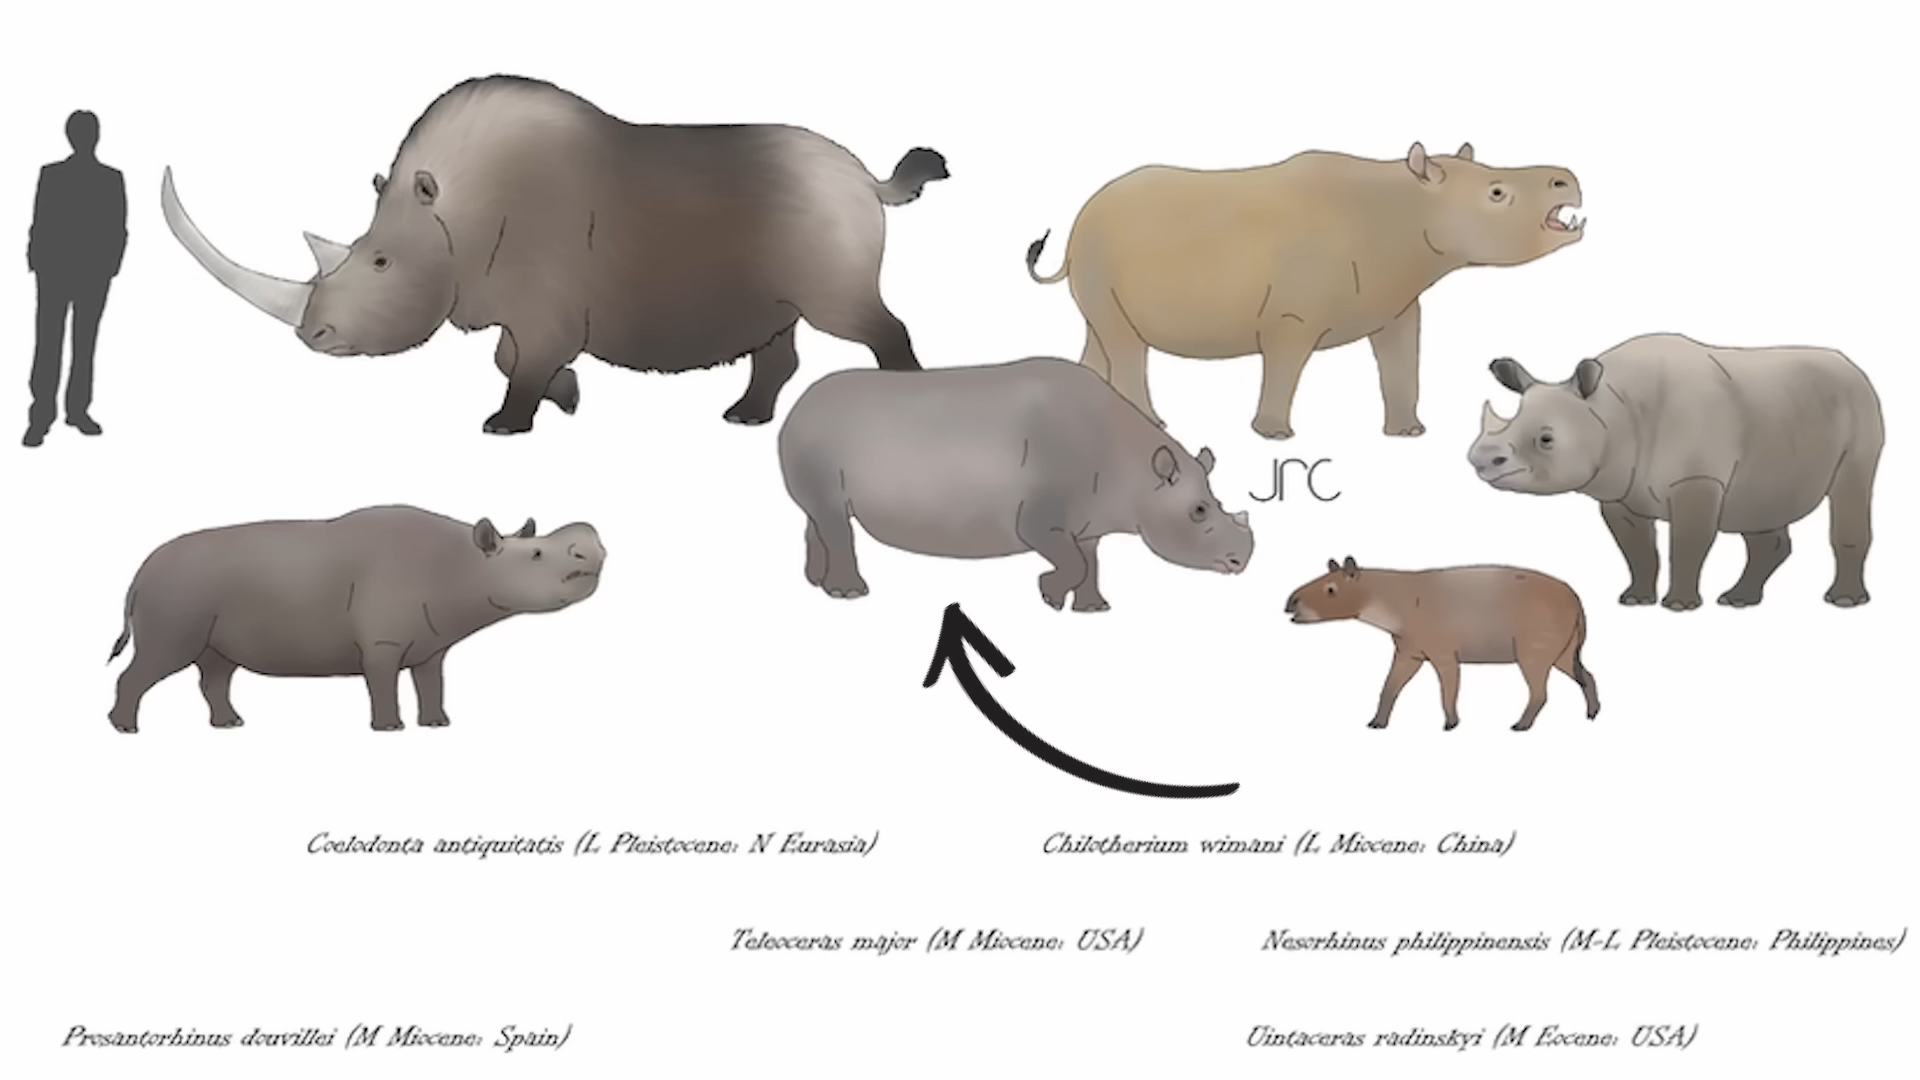 JrC
Coelodonta antiquitatis (L Pleistocene: N Eurasia)
Chilotherium wimani (L Miocene: China)
Teleoceras major (M Miocene: USA)
Nesorhinus philippinensis (M-L Pleistocene: Philippines)
Prosantorhinus douvillei (M Miocene: Spain)
Uintaceras radinskyi (M Eocene: USA)